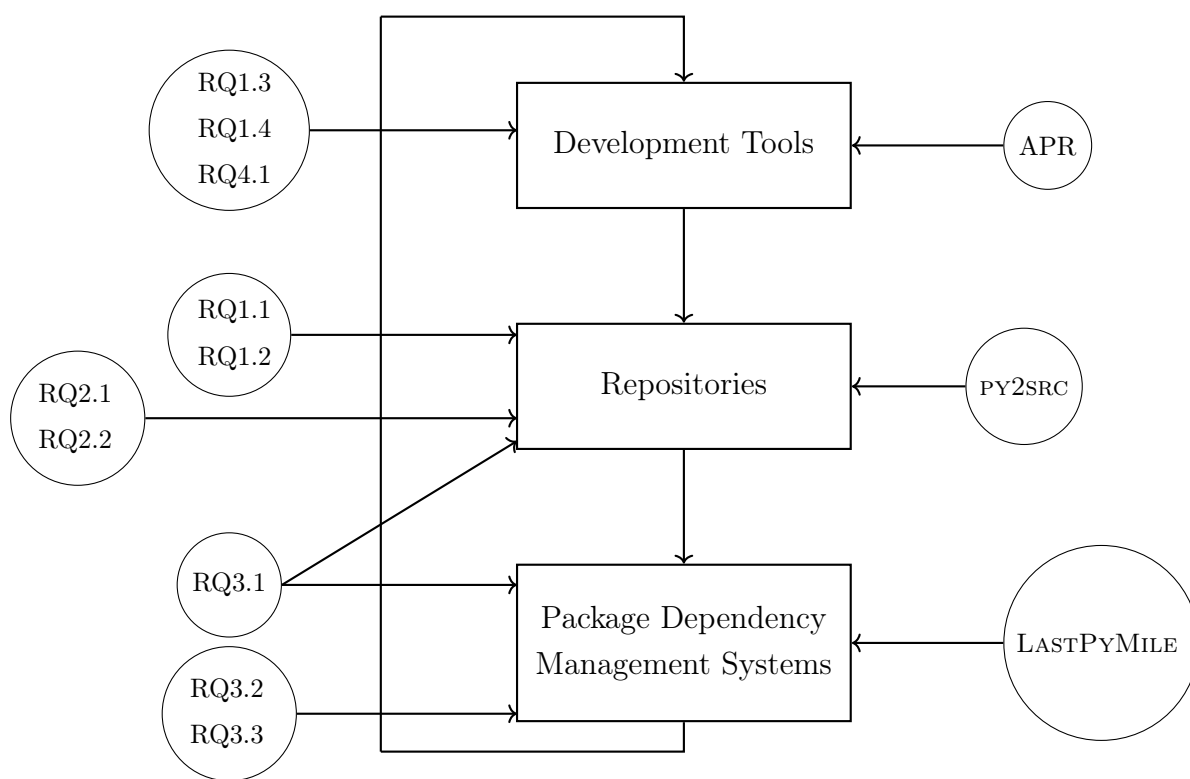 RQ1.3
RQ1.4
RQ4.1
Development Tools
APR
RQ1.1
RQ1.2
RQ2.1
RQ2.2
Repositories
PY2SRC
RQ3.1
Package Dependency
Management Systems
LASTPYMILE
RQ3.2
RQ3.3